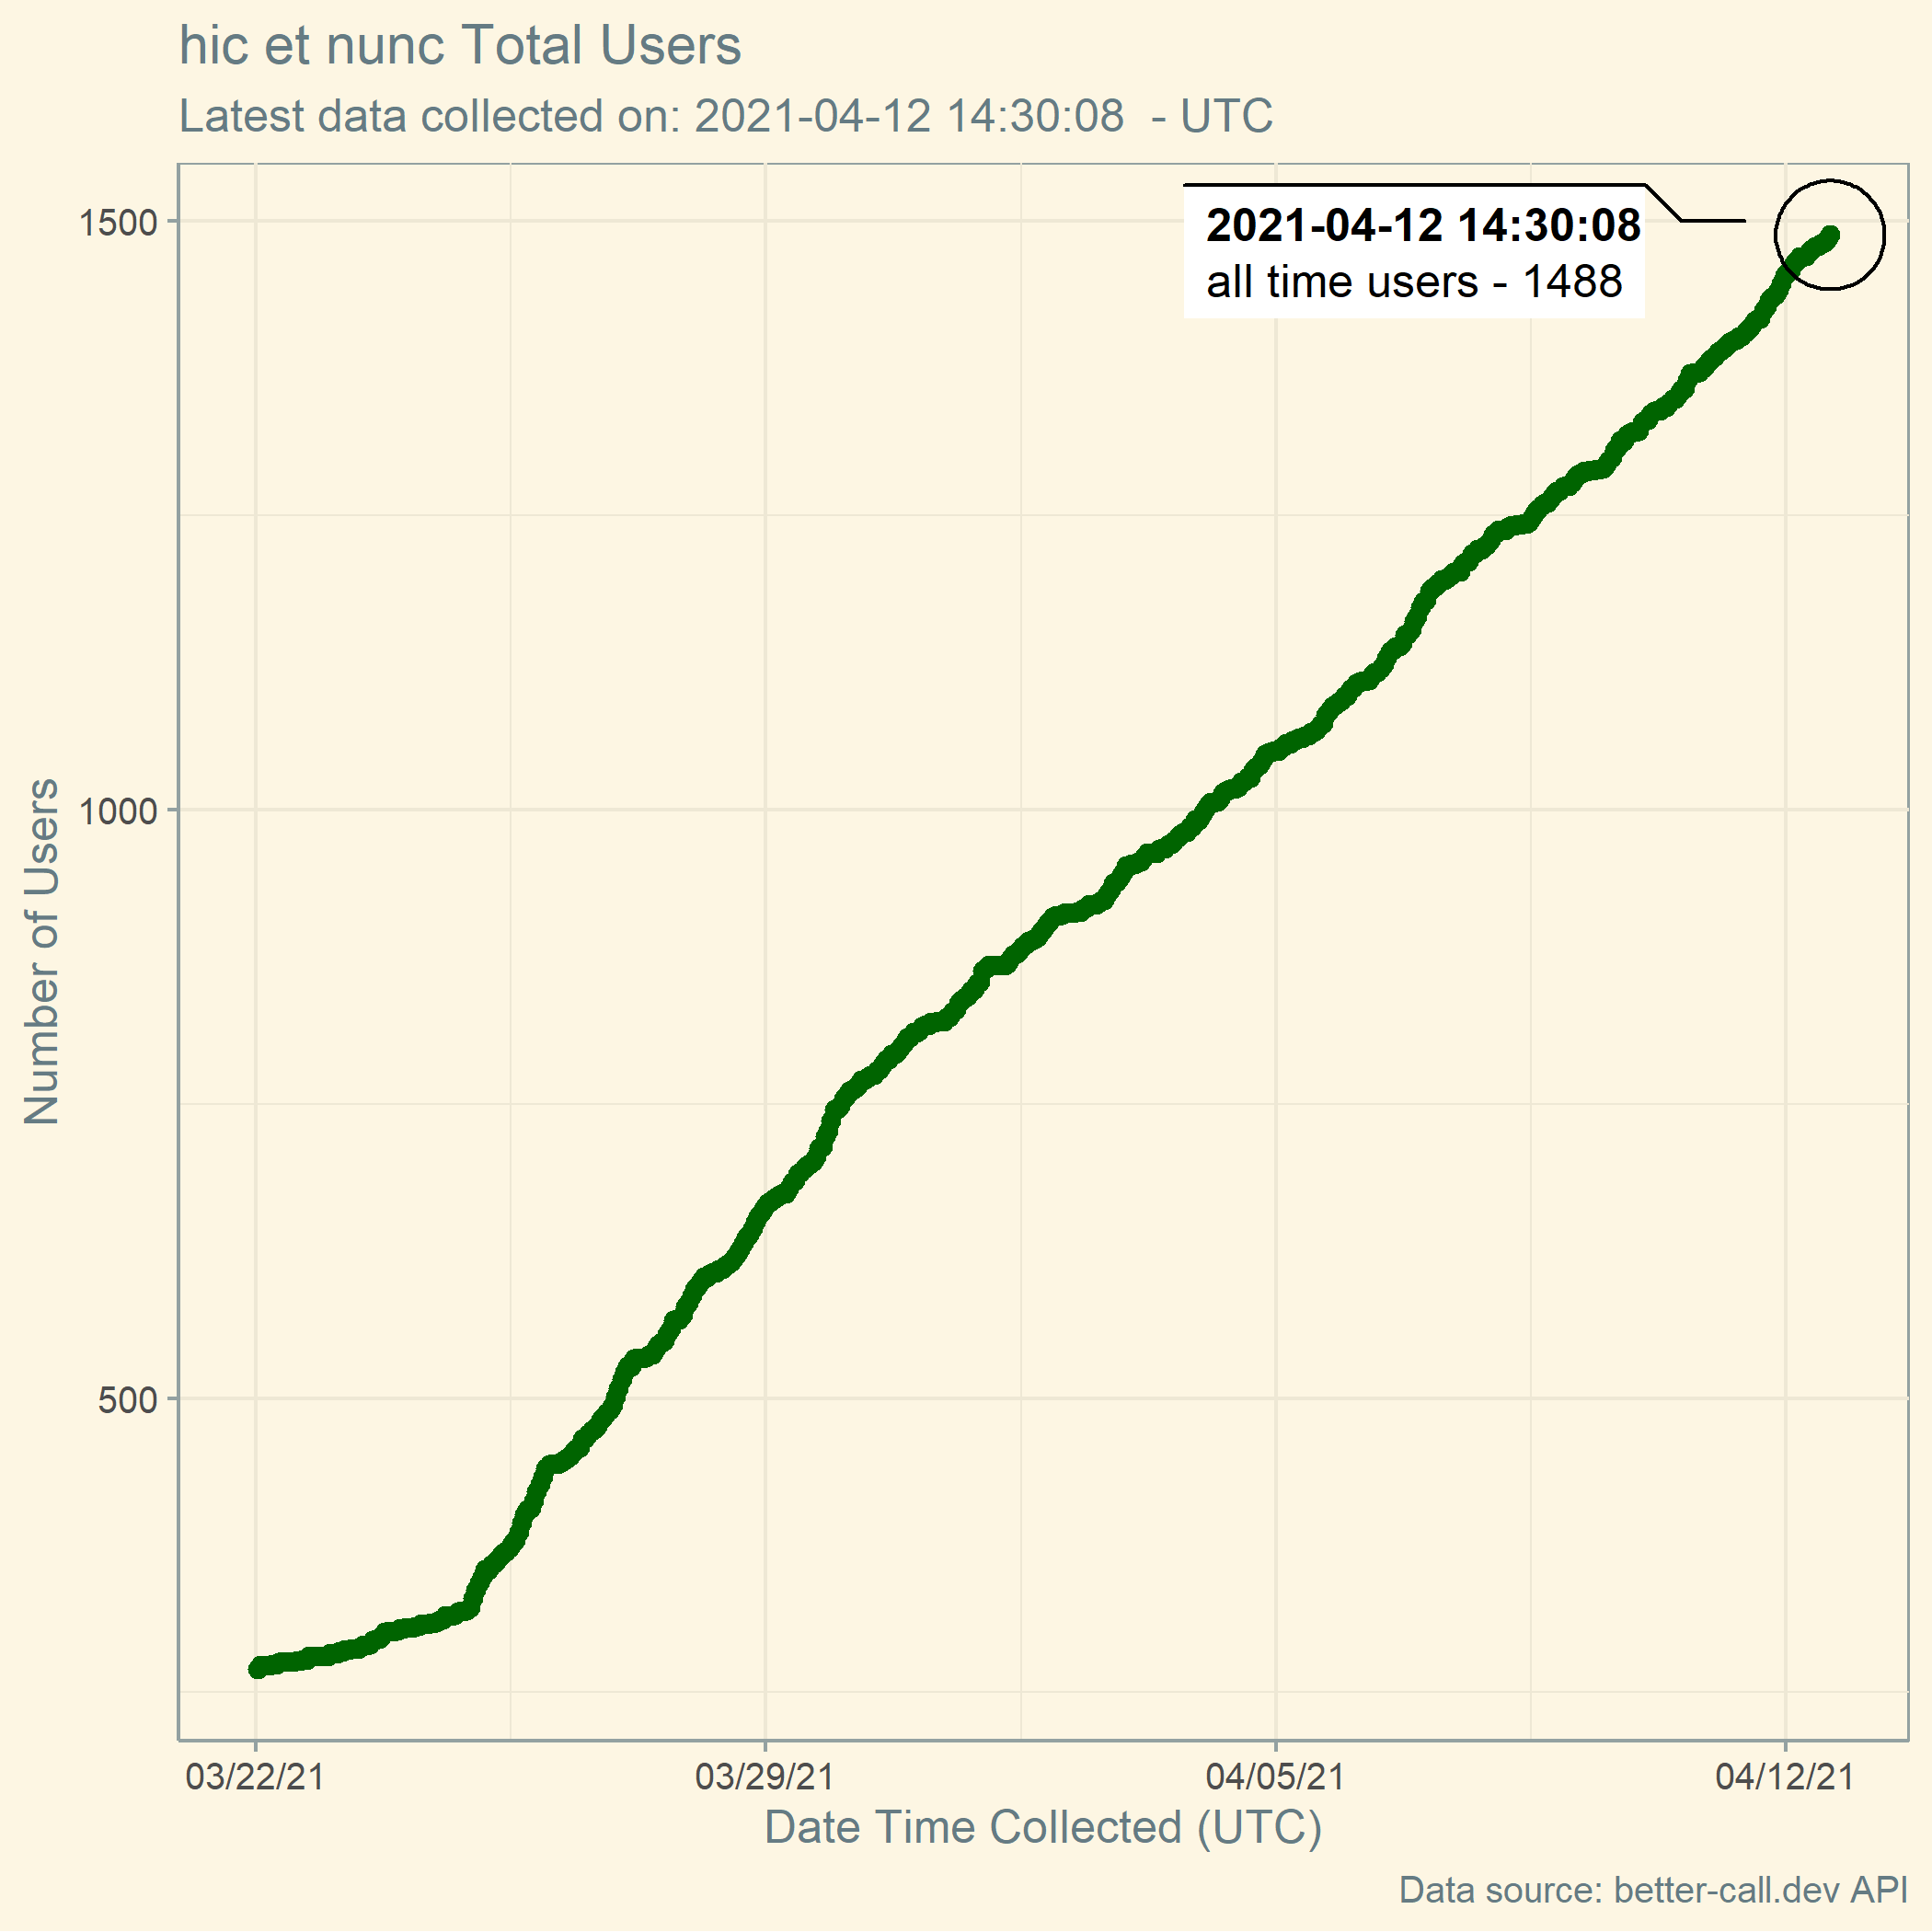 hic et nunc Total Users
Latest data collected on: 2021-04-12 14:30:08  - UTC
1500
2021-04-12 14:30:08
all time users - 1488
1000
Number of Users
500
03/22/21
03/29/21
04/05/21
04/12/21
Date Time Collected (UTC)
Data source: better-call.dev API